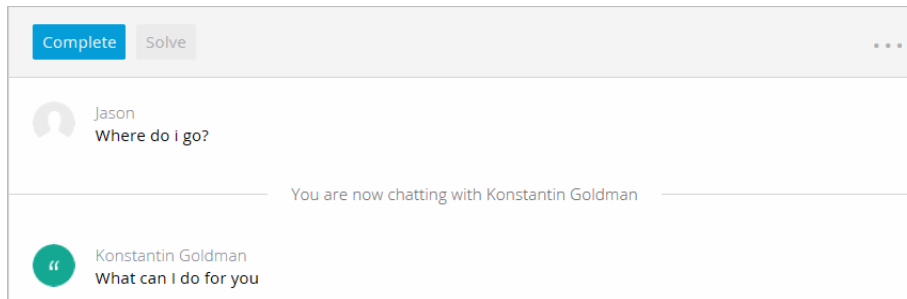 Complete Solve
Jason
Where do i go?
You are now chatting with Konstantin Goldman
Konstantin Goldman
What can I do for you